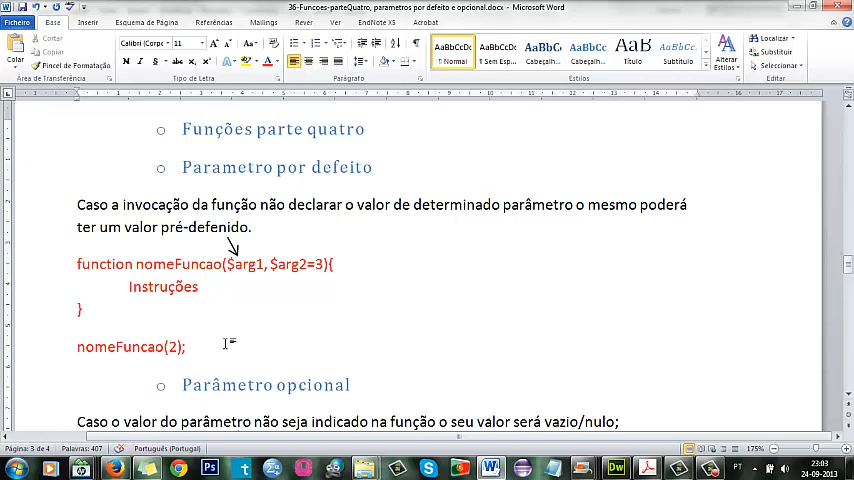 36-Funcoes-parteQuatro, parametros por defeito e opcional.docx - Microsoft Word
Ficheiro Base Inserir Esquema de Página Referências Mailings Rever Ver EndNote X5 Acrobat
Colar
Cortar
Copiar
Pincel de Formatação
Área de Transferência
Calibri (Corpc 11
N I S
Tipo de Letra
Parágrafo
AaBbCcDc AaBbCcDc AaBbC AaBbCc AaB AaBbCc
¶ Normal ¶ Sem Esp... Cabeçalh... Cabeçalh... Título Subtítulo
Estilos
Alterar Estilos
Localizar
Substituir
Selecionar
Editar
o Funções parte quatro
o Parametro por defeito
Caso a invocação da função não declarar o valor de determinado parâmetro o mesmo poderá
ter um valor pré-defenido.
function nomeFuncao($arg1, $arg2=3){
Instruções
}
nomeFuncao(2);
o Parâmetro opcional
Caso o valor do parâmetro não seja indicado na função o seu valor será vazio/nulo;
Página: 3 de 4 Palavras: 407 Português (Portugal) 175%
PT 23:03
24-09-2013